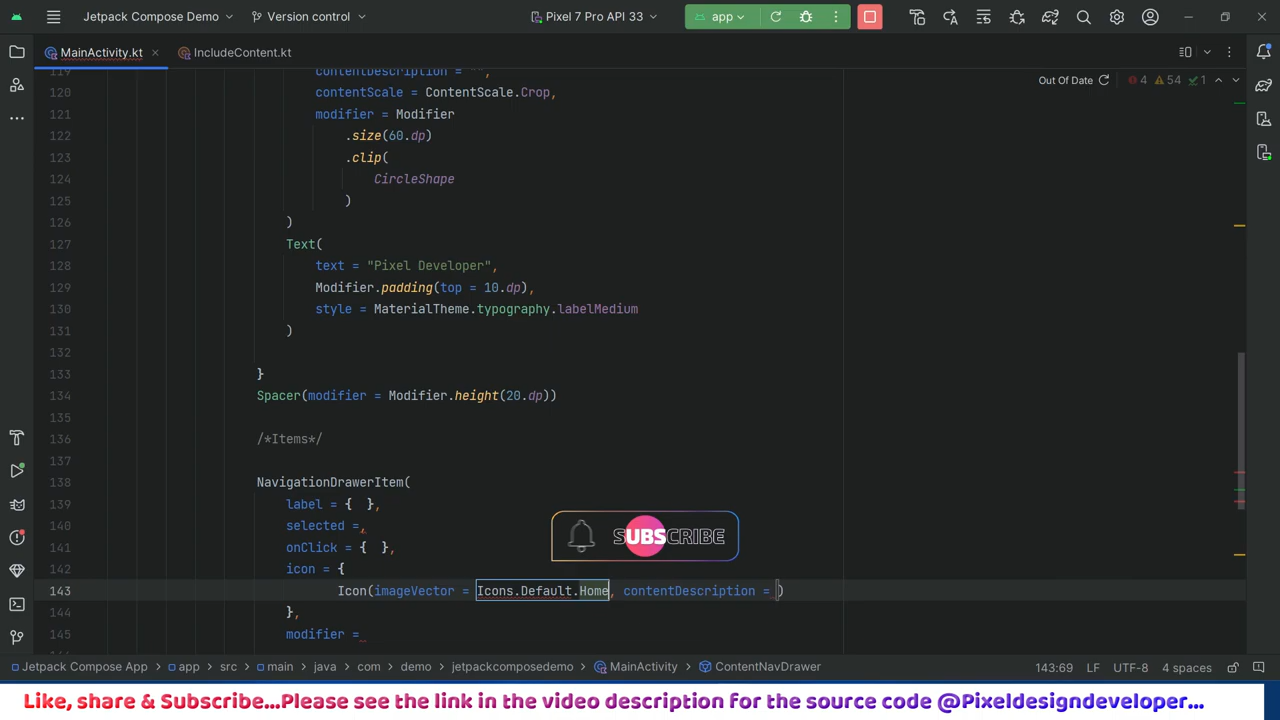 Jetpack Compose Demo
Version control
Pixel 7 Pro API 33
app
MainActivity.kt
IncludeContent.kt
Out Of Date
4
54
1
119 contentDescription = "",
120 contentScale = ContentScale.Crop,
121 modifier = Modifier
122 .size(60.dp)
123 .clip(
124 CircleShape
125 )
126 )
127 Text(
128 text = "Pixel Developer",
129 Modifier.padding(top = 10.dp),
130 style = MaterialTheme.typography.labelMedium
131 )
132
133 }
134 Spacer(modifier = Modifier.height(20.dp))
135
136 /*Items*/
137
138 NavigationDrawerItem(
139 label = { },
140 selected =,
141 onClick = { },
142 icon = {
143 Icon(imageVector = Icons.Default.Home, contentDescription = )
144 },
145 modifier =
SUBSCRIBE
Jetpack Compose App
app
src
main
java
com
demo
jetpackcomposedemo
MainActivity
ContentNavDrawer
143:69
LF
UTF-8
4 spaces
Like, share & Subscribe...Please see the link in the video description for the source code @Pixeldesigndeveloper...